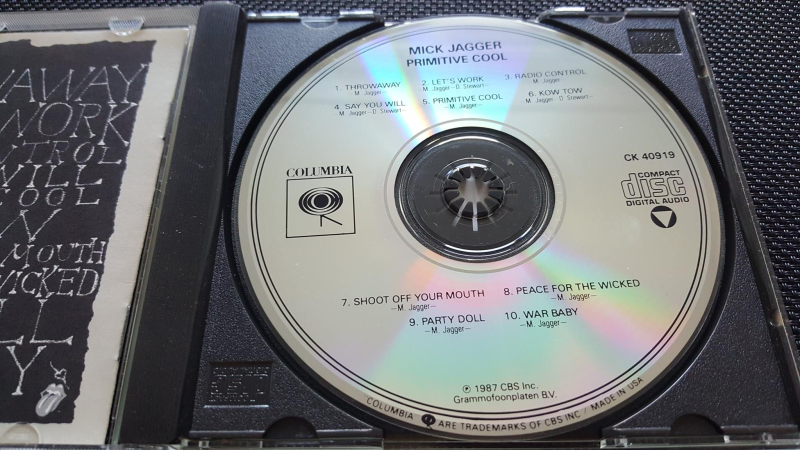 WAWAY
WORK
NTROL
WILL
COOL
W
MOUTH
WICKED
LL
Y
MICK JAGGER
PRIMITIVE COOL
1. THROWAWAY 2. LET'S WORK 3. RADIO CONTROL
M. Jagger M. Jagger—D. Stewart M. Jagger
4. SAY YOU WILL 5. PRIMITIVE COOL 6. KOW TOW
M. Jagger—D. Stewart —M. Jagger— M. Jagger—D. Stewart—
COLUMBIA
CK 40919
COMPACT
disc
DIGITAL AUDIO
7. SHOOT OFF YOUR MOUTH 8. PEACE FOR THE WICKED
—M. Jagger— —M. Jagger—
9. PARTY DOLL 10. WAR BABY
—M. Jagger— —M. Jagger—
℗ 1987 CBS Inc.
Grammofoonplaten B.V.
"COLUMBIA ARE TRADEMARKS OF CBS INC / MADE IN USA